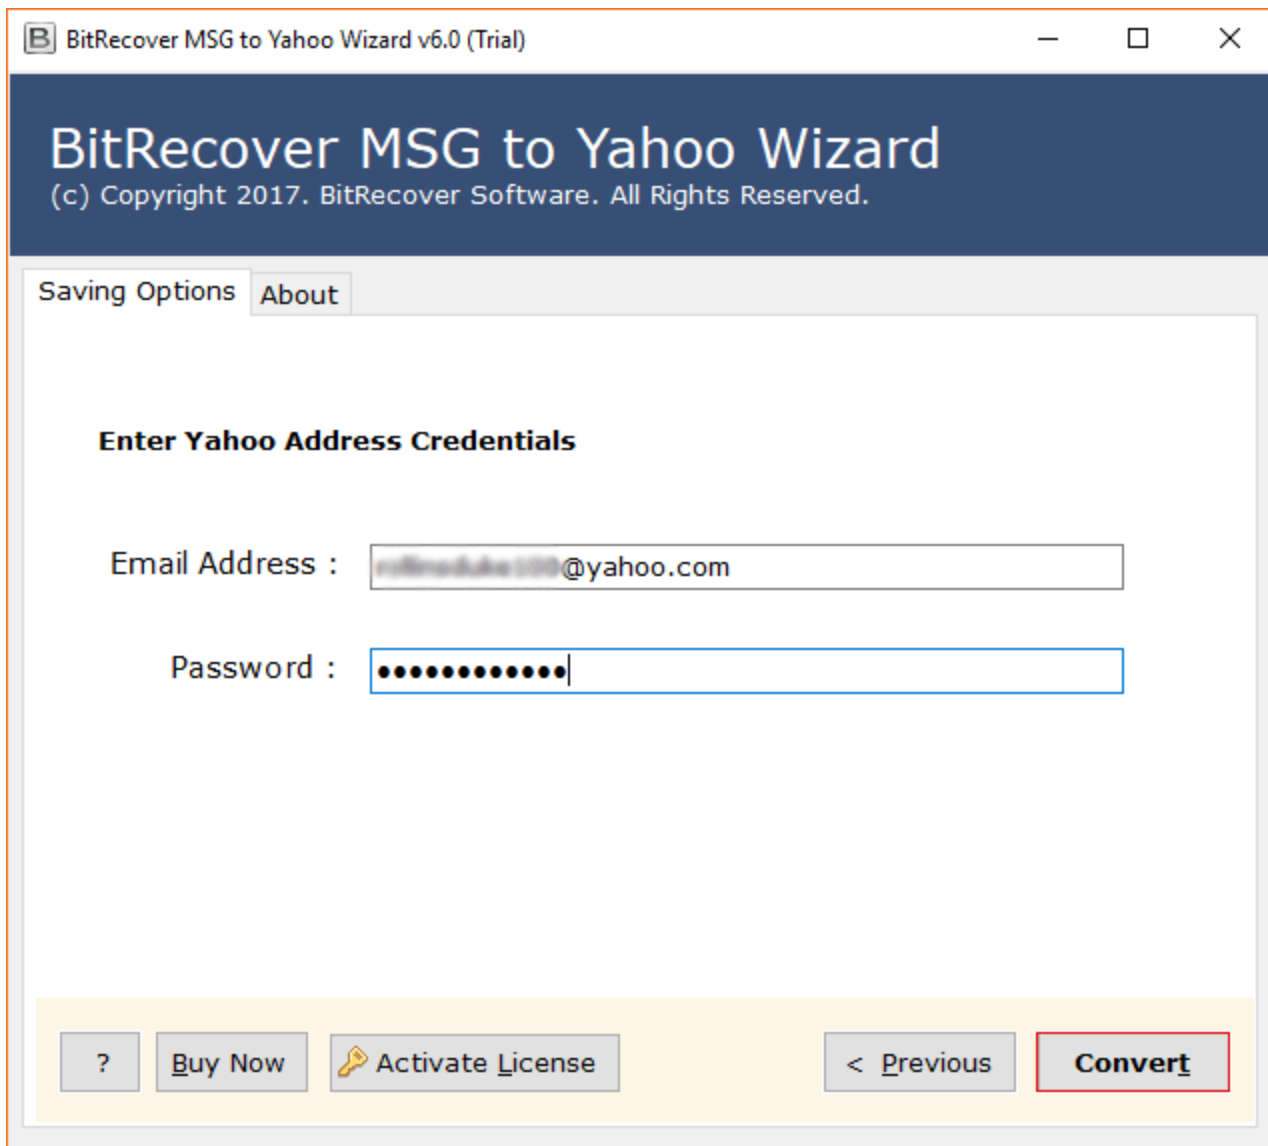 B BitRecover MSG to Yahoo Wizard v6.0 (Trial)
BitRecover MSG to Yahoo Wizard
(c) Copyright 2017. BitRecover Software. All Rights Reserved.
Saving Options About
Enter Yahoo Address Credentials
Email Address : @yahoo.com
Password : ••••••••••••
? Buy Now Activate License < Previous Convert